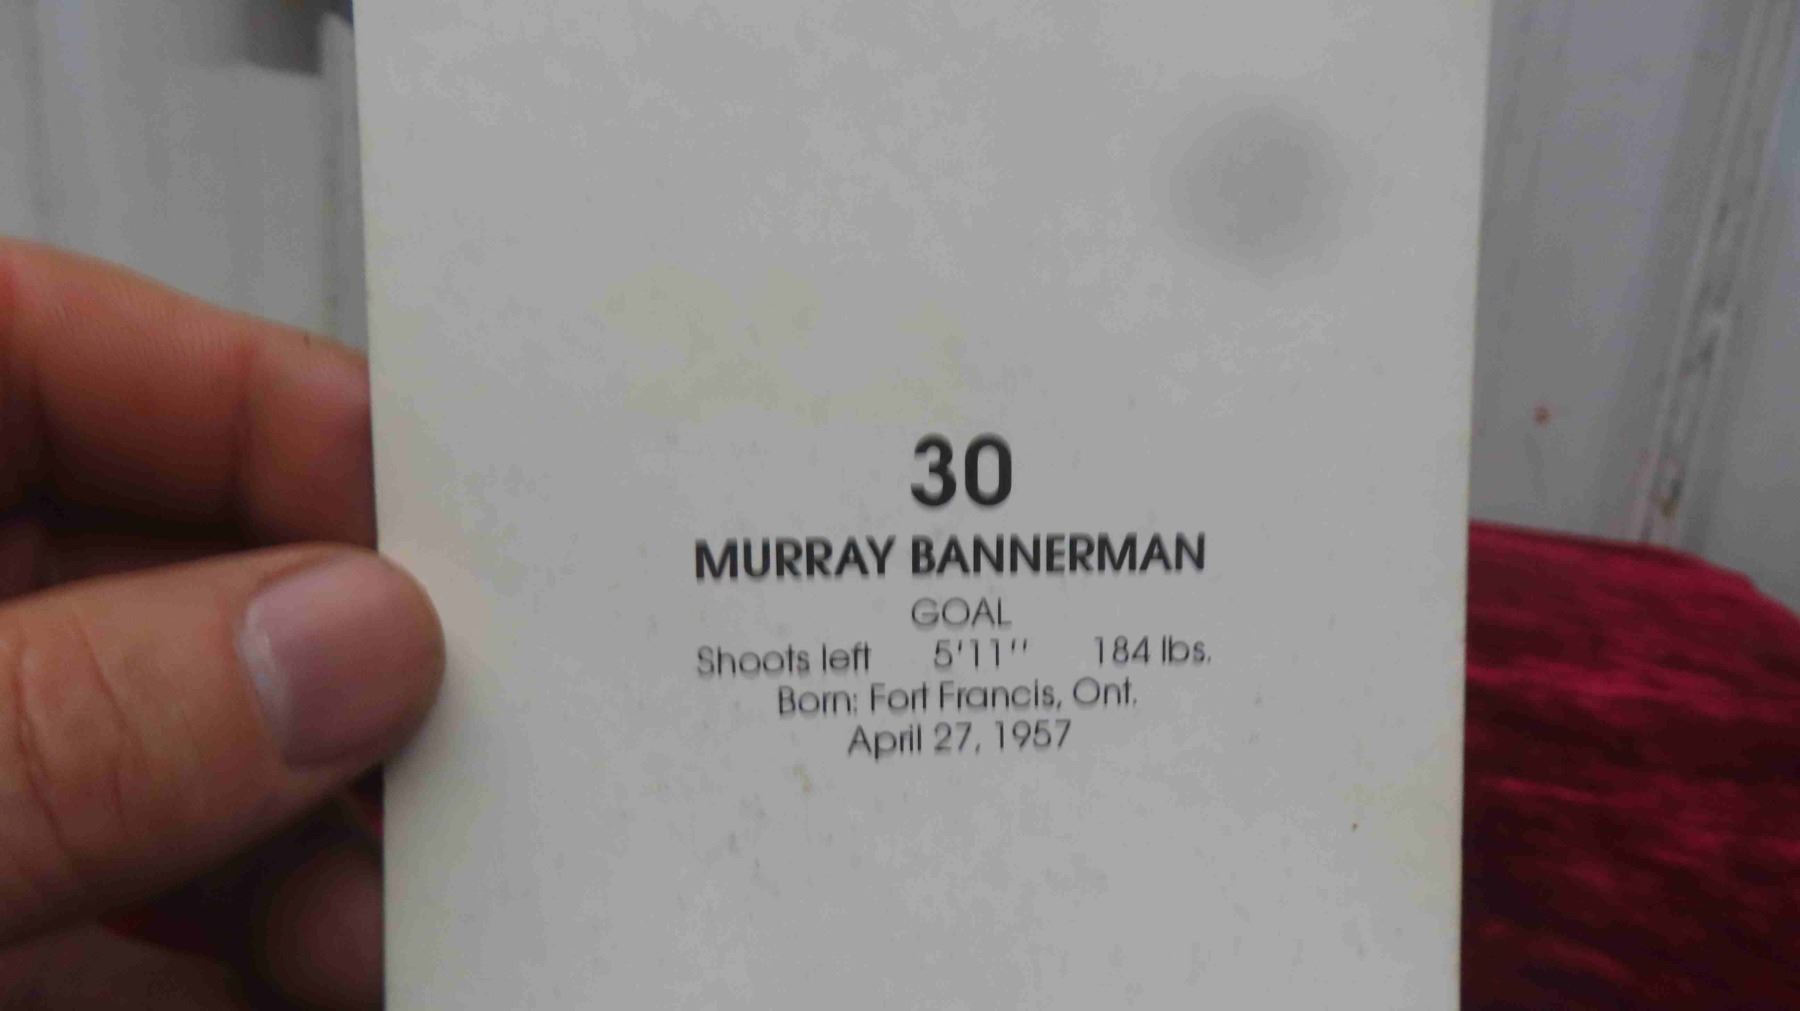 30
MURRAY BANNERMAN
GOAL
Shoots left 5'11" 184 lbs.
Born: Fort Francis, Ont.
April 27, 1957